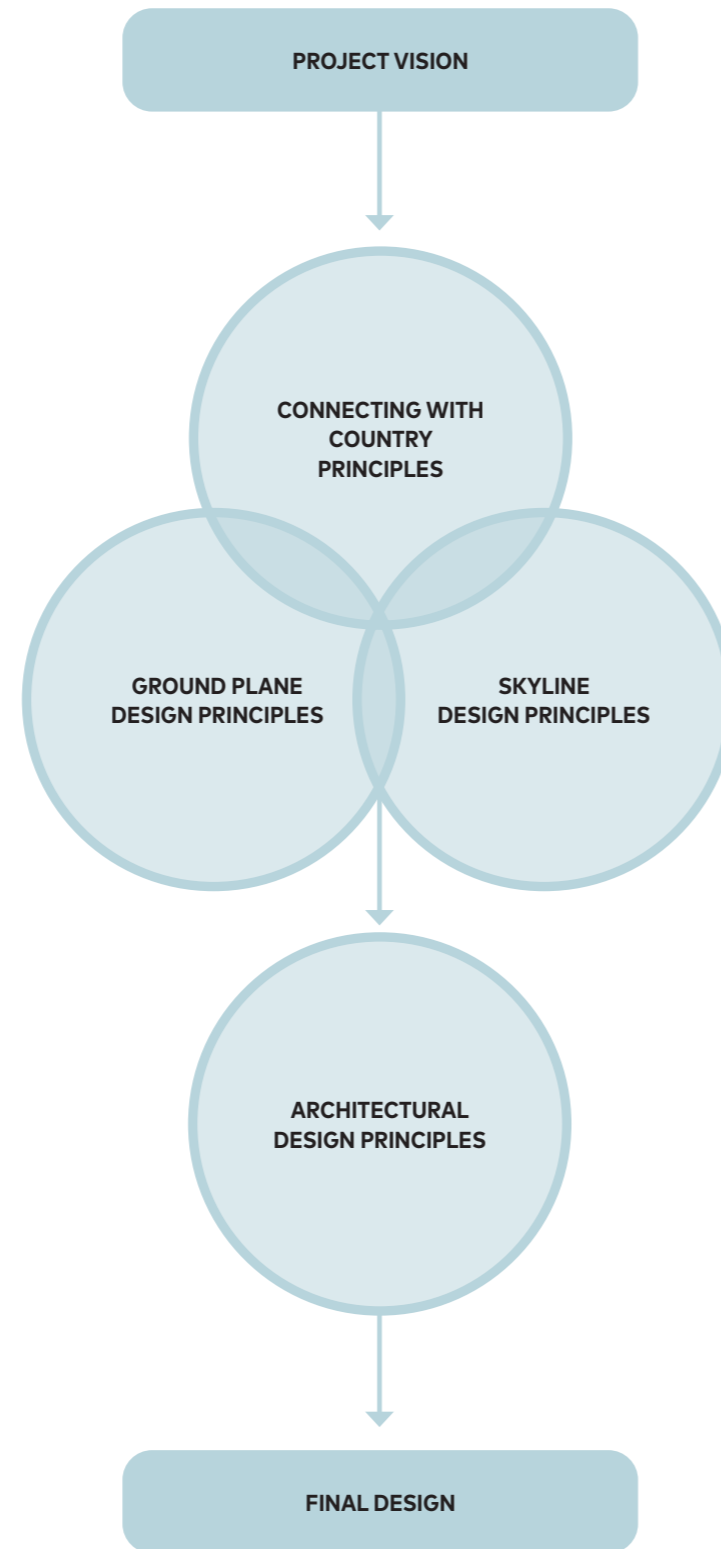 PROJECT VISION
CONNECTING WITH
COUNTRY
PRINCIPLES
GROUND PLANE
DESIGN PRINCIPLES
SKYLINE
DESIGN PRINCIPLES
ARCHITECTURAL
DESIGN PRINCIPLES
FINAL DESIGN